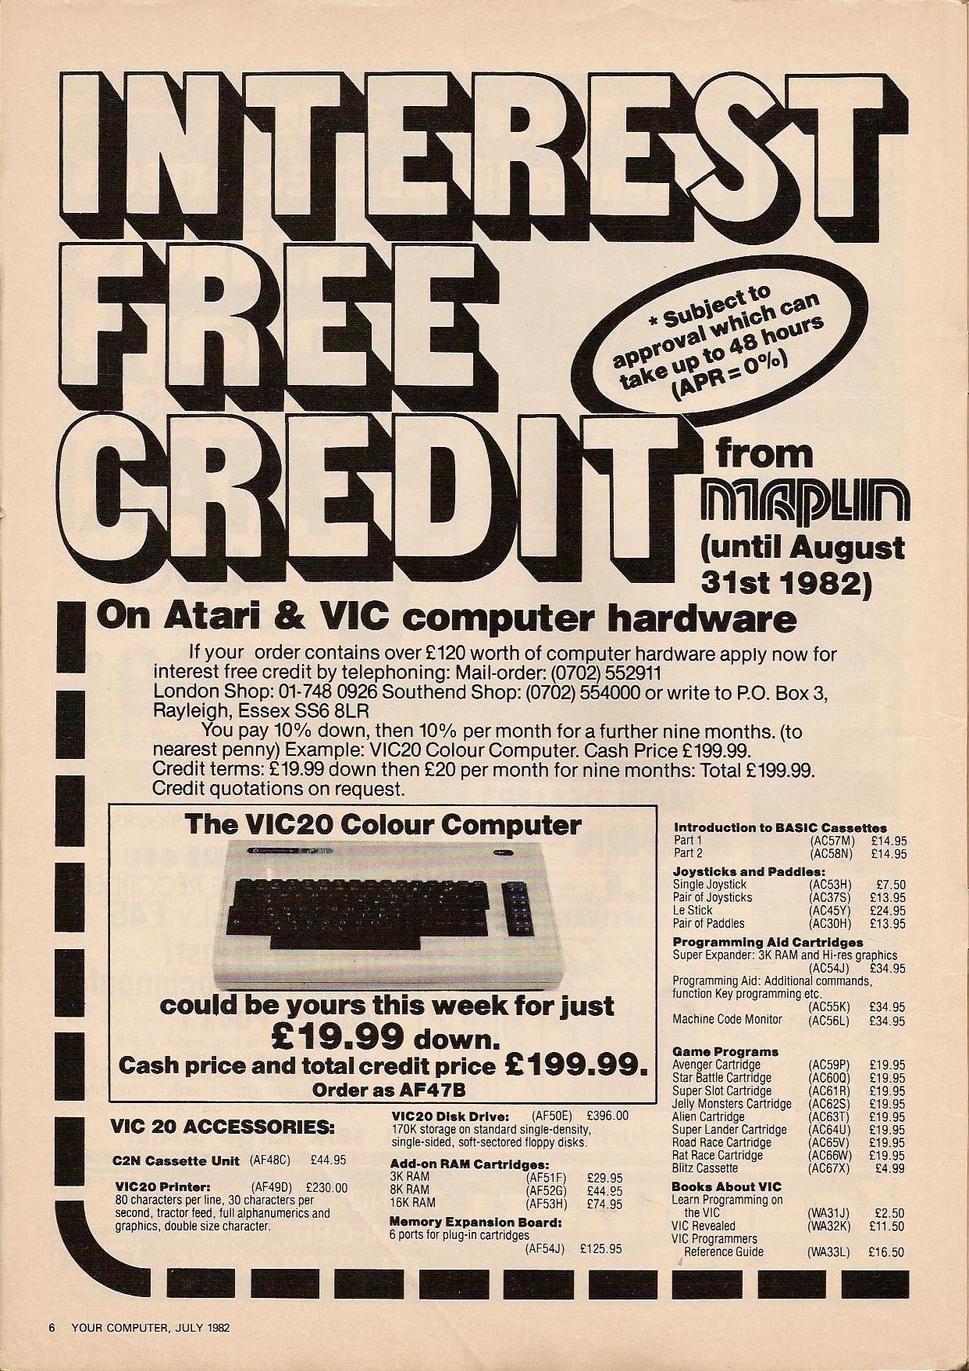 INTEREST
FREE
CREDIT
* Subject to
approval which can
take up to 48 hours
(APR = 0%)
from
MAPLIN
(until August
31st 1982)
On Atari & VIC computer hardware
If your order contains over £120 worth of computer hardware apply now for
interest free credit by telephoning: Mail-order: (0702) 552911
London Shop: 01-748 0926 Southend Shop: (0702) 554000 or write to P.O. Box 3,
Rayleigh, Essex SS6 8LR
You pay 10% down, then 10% per month for a further nine months. (to
nearest penny) Example: VIC20 Colour Computer. Cash Price £199.99.
Credit terms: £19.99 down then £20 per month for nine months: Total £199.99.
Credit quotations on request.
The VIC20 Colour Computer
could be yours this week for just
£19.99 down.
Cash price and total credit price £199.99.
Order as AF47B
VIC 20 ACCESSORIES:
C2N Cassette Unit (AF48C) £44.95
VIC20 Printer: (AF49D) £230.00
80 characters per line, 30 characters per
second, tractor feed, full alphanumerics and
graphics, double size character.
VIC20 Disk Drive: (AF50E) £396.00
170K storage on standard single-density,
single-sided, soft-sectored floppy disks.
Add-on RAM Cartridges:
3K RAM (AF51F) £29.95
8K RAM (AF52G) £44.95
16K RAM (AF53H) £74.95
Memory Expansion Board:
6 ports for plug-in cartridges
(AF54J) £125.95
Introduction to BASIC Cassettes
Part 1 (AC57M) £14.95
Part 2 (AC58N) £14.95
Joysticks and Paddles:
Single Joystick (AC53H) £7.50
Pair of Joysticks (AC37S) £13.95
Le Stick (AC45Y) £24.95
Pair of Paddles (AC30H) £13.95
Programming Aid Cartridges
Super Expander: 3K RAM and Hi-res graphics
(AC54J) £34.95
Programming Aid: Additional commands,
function Key programming etc.
(AC55K) £34.95
Machine Code Monitor (AC56L) £34.95
Game Programs
Avenger Cartridge (AC59P) £19.95
Star Battle Cartridge (AC60Q) £19.95
Super Slot Cartridge (AC61R) £19.95
Jelly Monsters Cartridge (AC62S) £19.95
Alien Cartridge (AC63T) £19.95
Super Lander Cartridge (AC64U) £19.95
Road Race Cartridge (AC65V) £19.95
Rat Race Cartridge (AC66W) £19.95
Blitz Cassette (AC67X) £4.99
Books About VIC
Learn Programming on
the VIC (WA31J) £2.50
VIC Revealed (WA32K) £11.50
VIC Programmers
Reference Guide (WA33L) £16.50
6 YOUR COMPUTER, JULY 1982